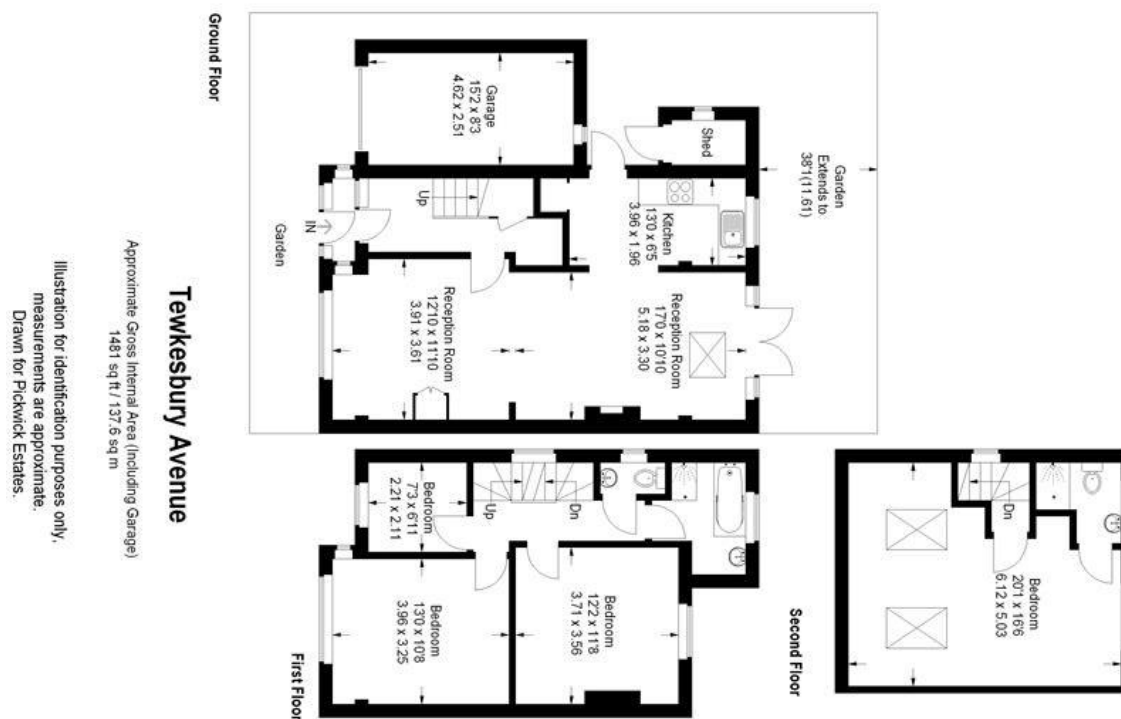 Tewkesbury Avenue
Approximate Gross Internal Area (Including Garage)
1481 sq ft / 137.6 sq m
Ground Floor
Garage
15'2 x 8'3
4.62 x 2.51
Shed
Garden
Extends to
38'1(11.61)
Kitchen
13'0 x 6'5
3.96 x 1.96
Up
IN
Garden
Reception Room
17'0 x 10'10
5.18 x 3.30
Reception Room
12'10 x 11'10
3.91 x 3.61
First Floor
Bedroom
7'3 x 6'11
2.21 x 2.11
Up
Dn
Bedroom
12'2 x 11'8
3.71 x 3.56
Bedroom
13'0 x 10'8
3.96 x 3.25
Second Floor
Dn
Bedroom
20'1 x 16'6
6.12 x 5.03
Illustration for identification purposes only,
measurements are approximate.
Drawn for Pickwick Estates.